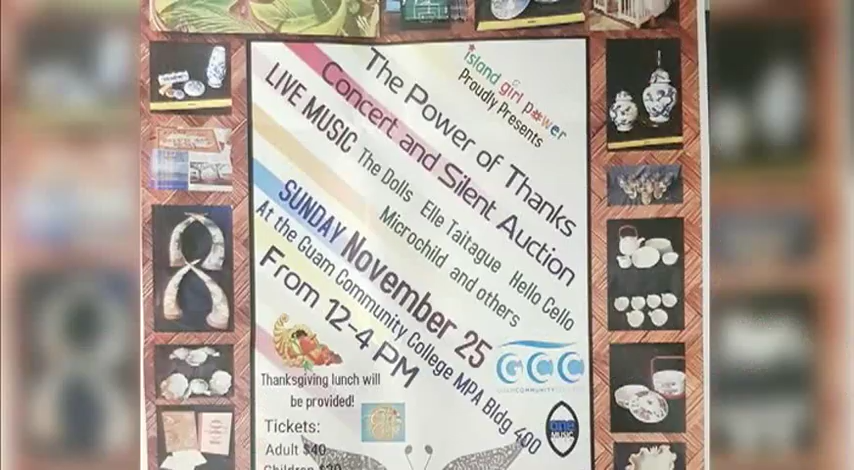 island girl power
Proudly Presents
The Power of Thanks
Concert and Silent Auction
LIVE MUSIC The Dolls Elle Taitague Hello Cello
Microchild and others
SUNDAY November 25
At the Guam Community College MPA Bldg 400
From 12-4 PM
GCC
Thanksgiving lunch will
be provided!
Tickets:
Adult $40
Children $20